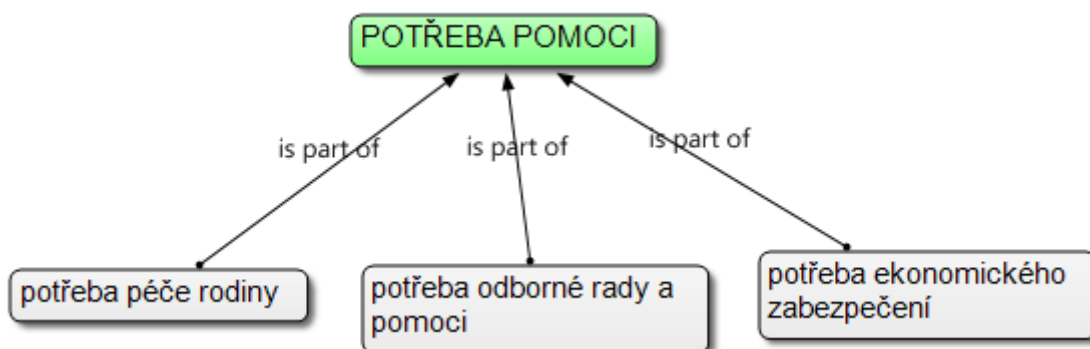 POTŘEBA POMOCI
is part of
is part of
is part of
potřeba péče rodiny
potřeba odborné rady a
pomoci
potřeba ekonomického
zabezpečení